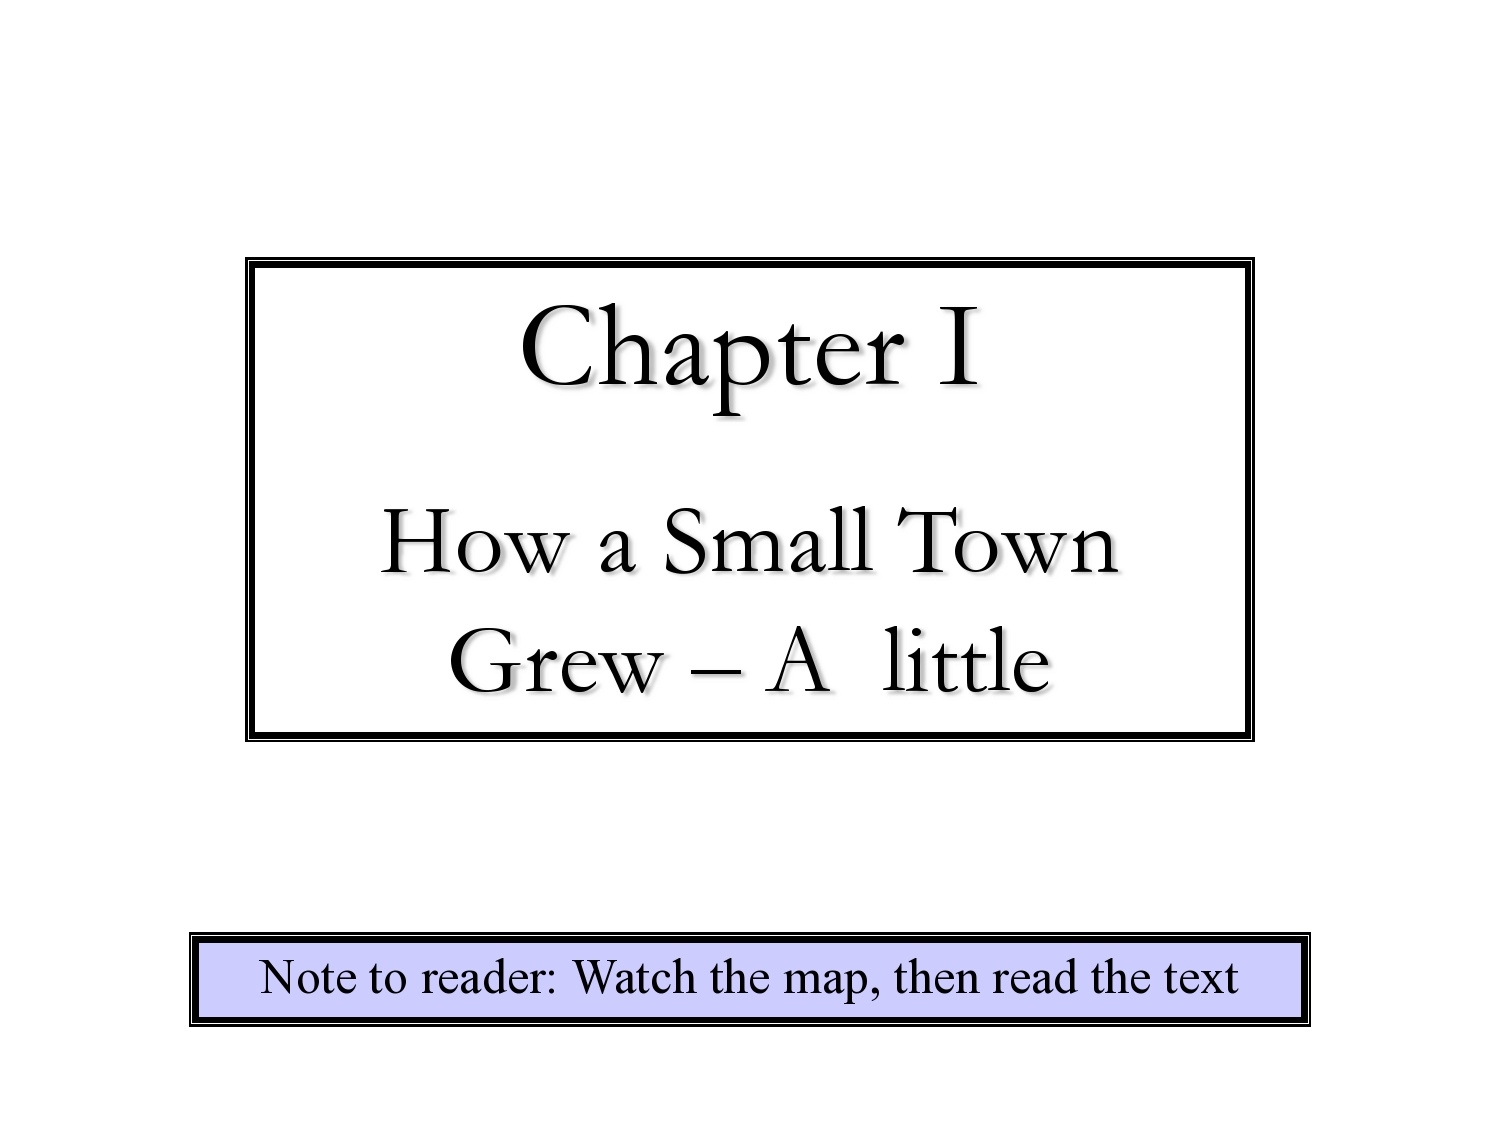 Chapter I
How a Small Town
Grew – A  little
Note to reader: Watch the map, then read the text